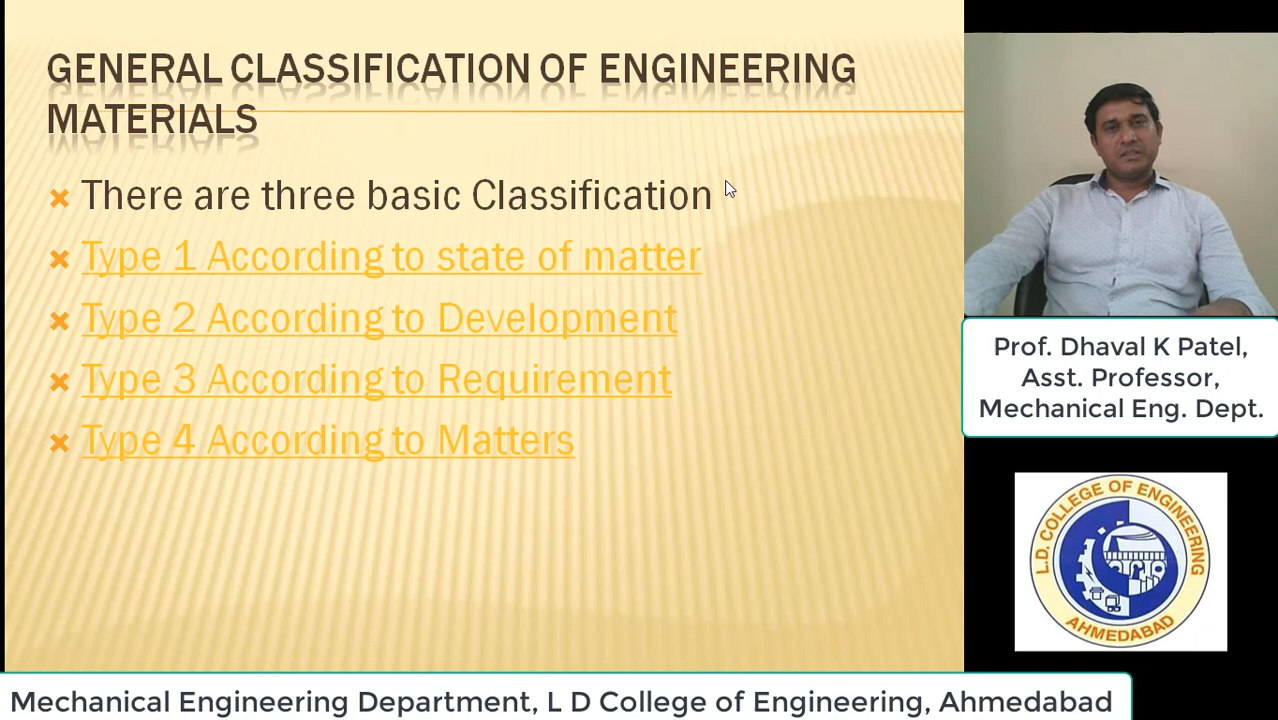 GENERAL CLASSIFICATION OF ENGINEERING
MATERIALS
There are three basic Classification
Type 1 According to state of matter
Type 2 According to Development
Type 3 According to Requirement
Type 4 According to Matters
Prof. Dhaval K Patel,
Asst. Professor,
Mechanical Eng. Dept.
L.D. COLLEGE OF ENGINEERING
AHMEDABAD
Mechanical Engineering Department, L D College of Engineering, Ahmedabad